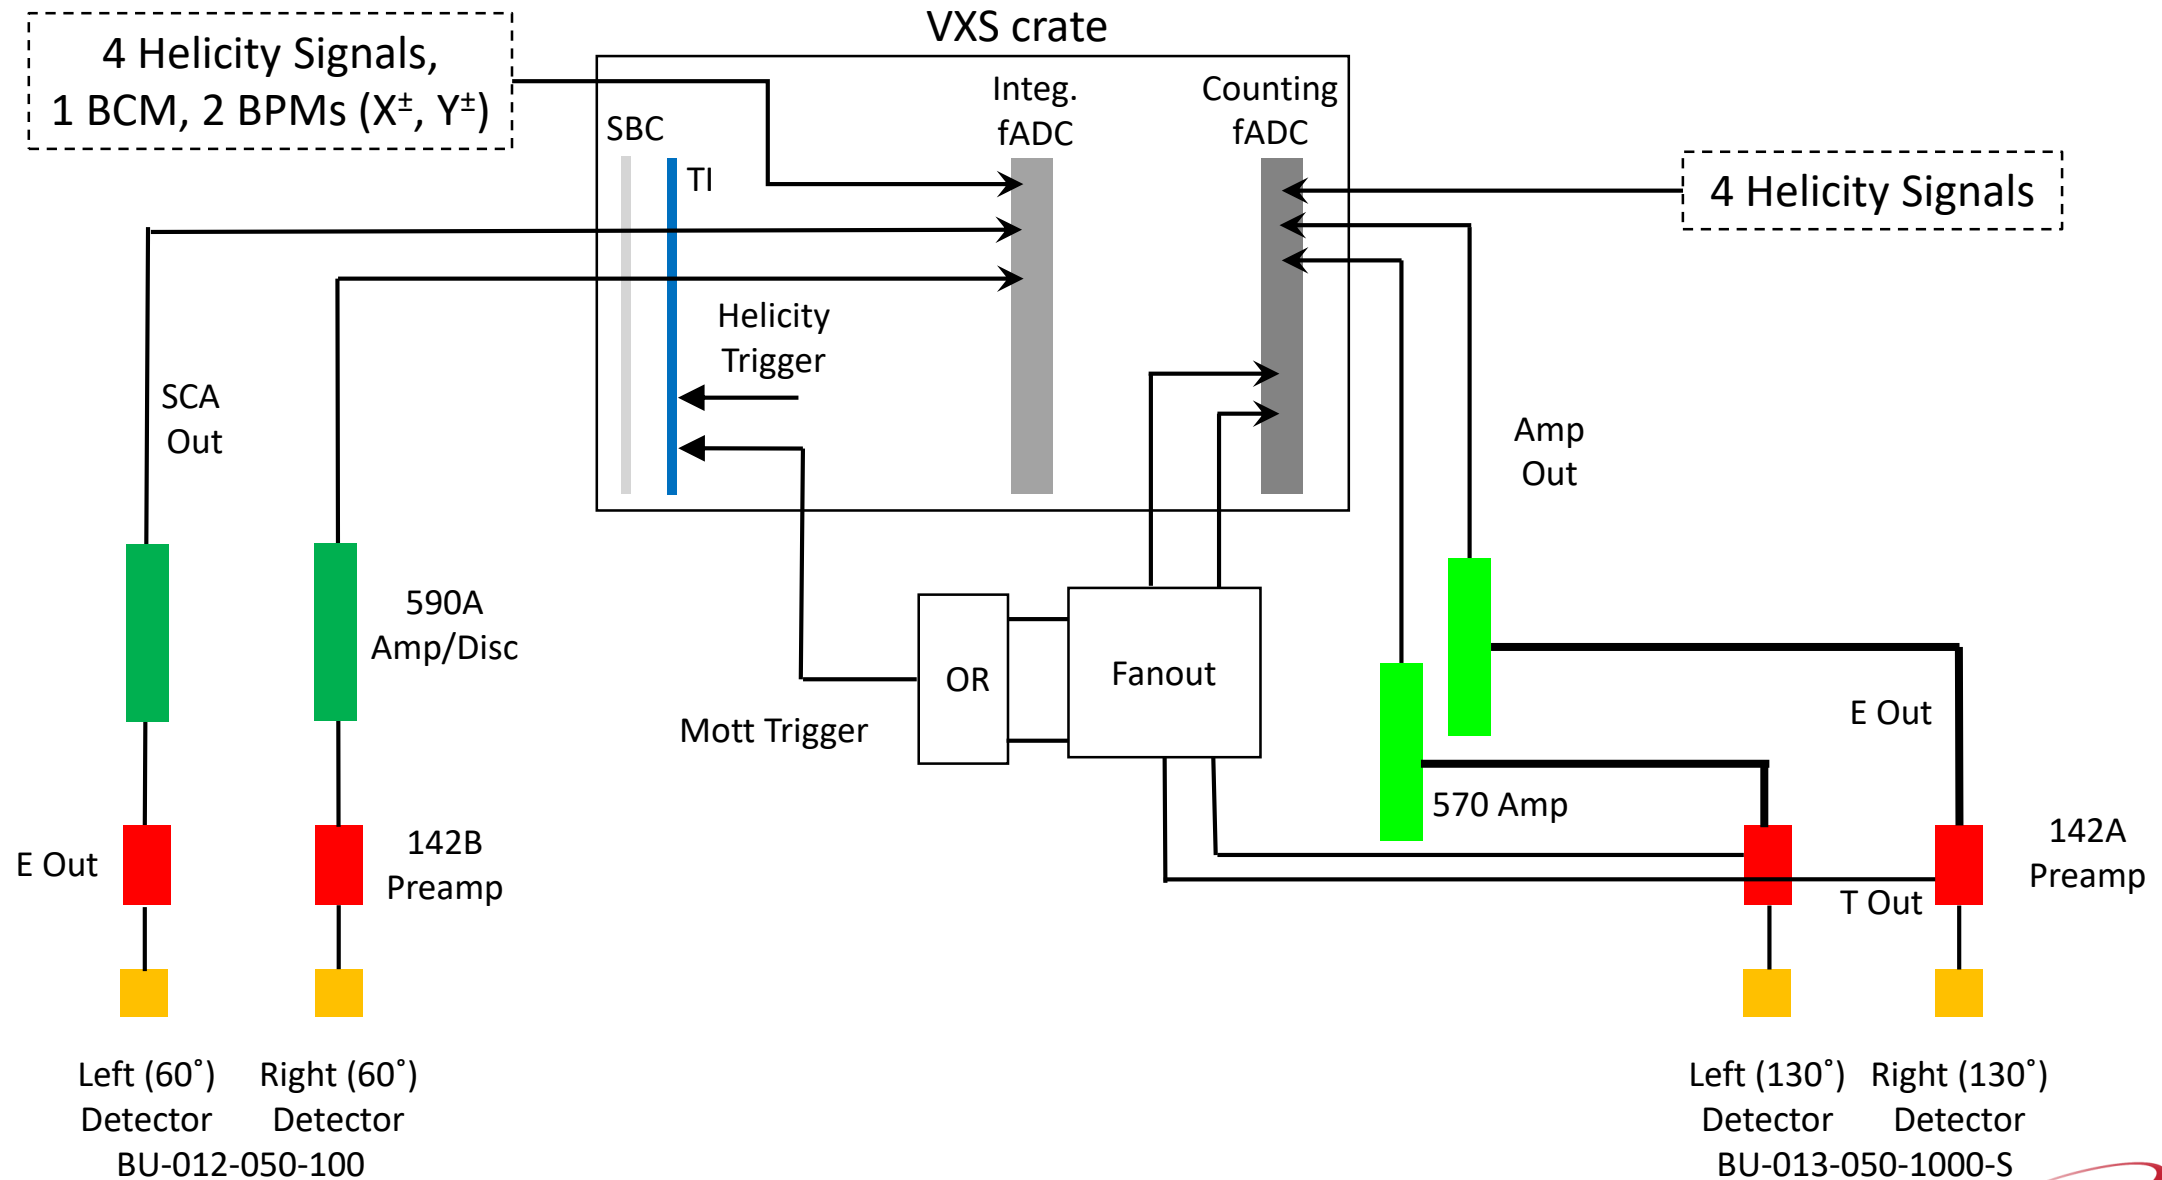 VXS crate
4 Helicity Signals,
1 BCM, 2 BPMs (X±, Y±)
SBC
TI
Integ.
fADC
Counting
fADC
4 Helicity Signals
Helicity
Trigger
SCA
Out
Amp
Out
590A
Amp/Disc
OR
Fanout
Mott Trigger
E Out
570 Amp
E Out
142B
Preamp
142A
Preamp
T Out
Left (60˚)
Detector
Right (60˚)
Detector
BU-012-050-100
Left (130˚)
Detector
Right (130˚)
Detector
BU-013-050-1000-S